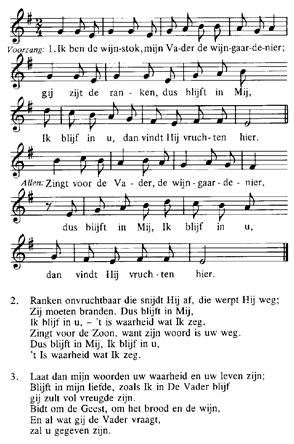 Voorzang: 1. Ik ben de wijn-stok, mijn Va-der de wijn-gaar-de-nier;
gij zijt de ran-ken, dus blijft in Mij,
Ik blijf in u, dan vindt Hij vruch-ten hier.
Allen: Zingt voor de Va-der, de wijn-gaar-de-nier,
dus blijft in Mij, Ik blijf in u,
dan vindt Hij vruch-ten hier.
2. Ranken onvruchtbaar die snijdt Hij af, die werpt Hij weg;
Zij moeten branden. Dus blijft in Mij,
Ik blijf in u, – 't is waarheid wat Ik zeg.
Zingt voor de Zoon, want zijn woord is uw weg.
Dus blijft in Mij, Ik blijf in u,
't Is waarheid wat Ik zeg.
3. Laat dan mijn woorden uw waarheid en uw leven zijn;
Blijft in mijn liefde, zoals Ik in De Vader blijf
gij zult vol vreugde zijn.
Bidt om de Geest, om het brood en de wijn,
En al wat gij de Vader vraagt,
zal u gegeven zijn.